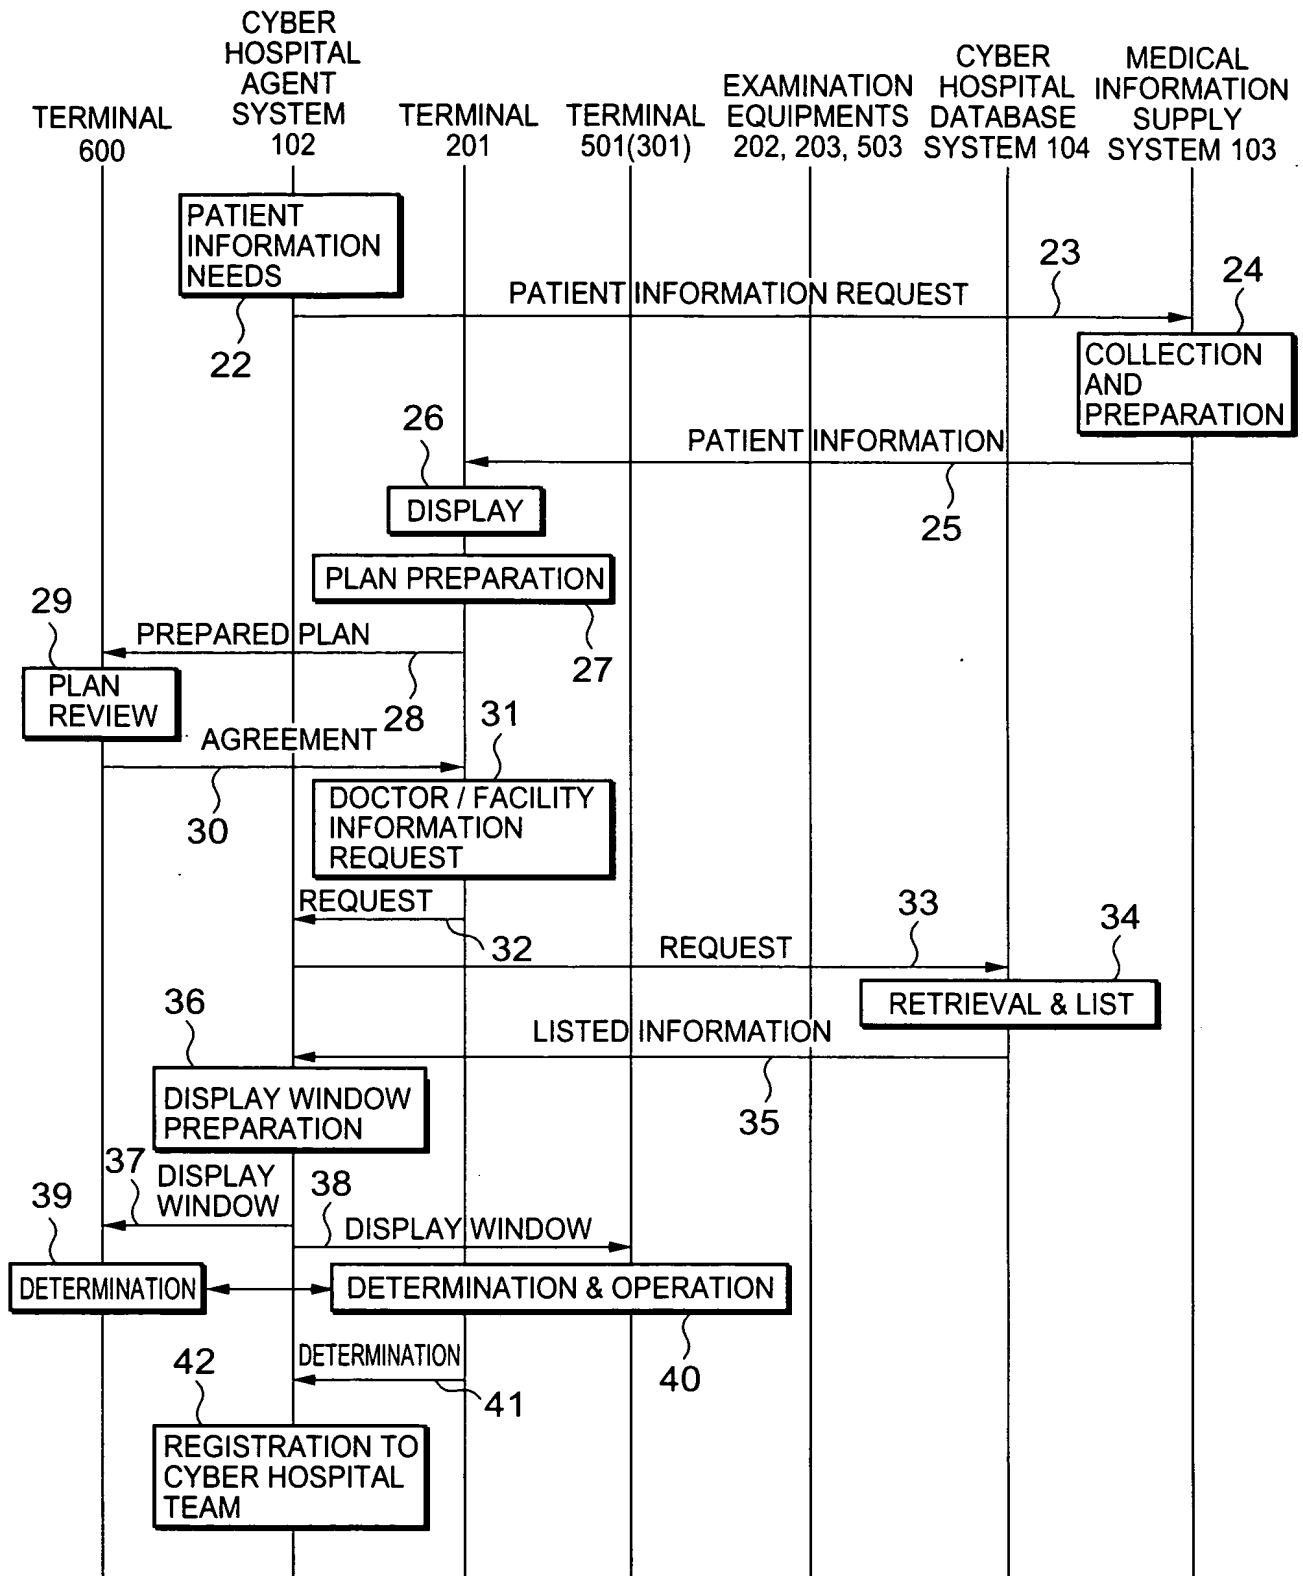 TERMINAL
600
CYBER
HOSPITAL
AGENT
SYSTEM
102
TERMINAL
201
TERMINAL
501(301)
EXAMINATION
EQUIPMENTS
202, 203, 503
CYBER
HOSPITAL
DATABASE
SYSTEM 104
MEDICAL
INFORMATION
SUPPLY
SYSTEM 103
PATIENT
INFORMATION
NEEDS
22
PATIENT INFORMATION REQUEST
23
24
COLLECTION
AND
PREPARATION
PATIENT INFORMATION
25
26
DISPLAY
PLAN PREPARATION
27
PREPARED PLAN
28
29
PLAN
REVIEW
AGREEMENT
30
31
DOCTOR / FACILITY
INFORMATION
REQUEST
REQUEST
32
REQUEST
33
34
RETRIEVAL & LIST
LISTED INFORMATION
35
36
DISPLAY WINDOW
PREPARATION
37
DISPLAY
WINDOW
38
DISPLAY WINDOW
39
DETERMINATION
DETERMINATION & OPERATION
40
DETERMINATION
41
42
REGISTRATION TO
CYBER HOSPITAL
TEAM